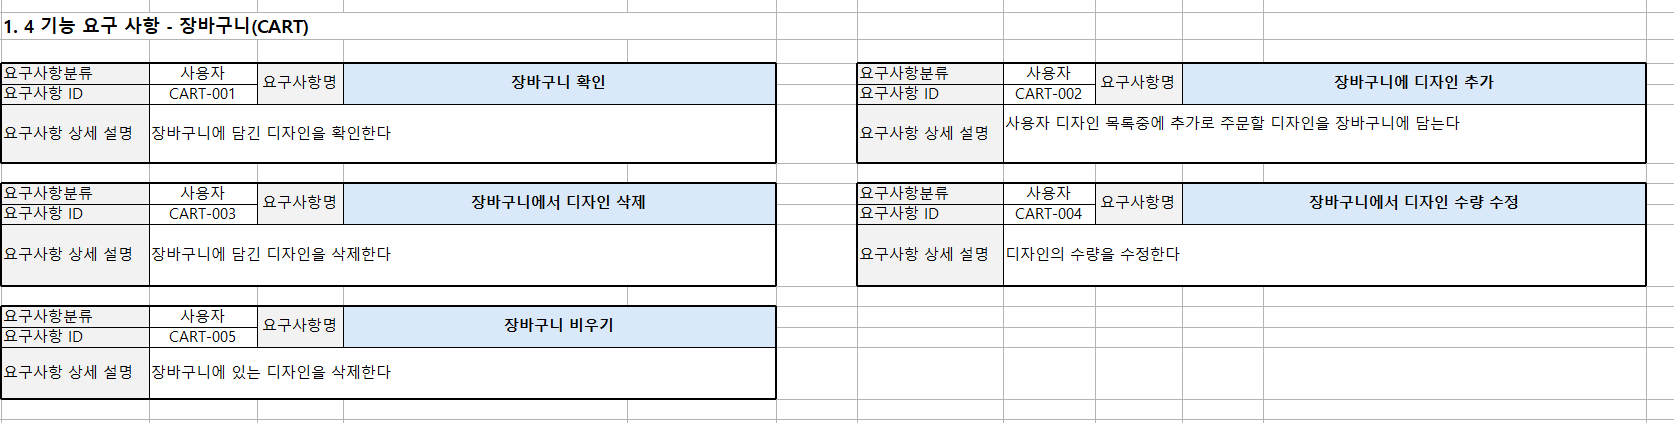 1. 4 기능 요구 사항 - 장바구니(CART)
요구사항분류 사용자 요구사항명 장바구니 확인
요구사항 ID CART-001
요구사항 상세 설명 장바구니에 담긴 디자인을 확인한다
요구사항분류 사용자 요구사항명 장바구니에 디자인 추가
요구사항 ID CART-002
요구사항 상세 설명 사용자 디자인 목록중에 추가로 주문할 디자인을 장바구니에 담는다
요구사항분류 사용자 요구사항명 장바구니에서 디자인 삭제
요구사항 ID CART-003
요구사항 상세 설명 장바구니에 담긴 디자인을 삭제한다
요구사항분류 사용자 요구사항명 장바구니에서 디자인 수량 수정
요구사항 ID CART-004
요구사항 상세 설명 디자인의 수량을 수정한다
요구사항분류 사용자 요구사항명 장바구니 비우기
요구사항 ID CART-005
요구사항 상세 설명 장바구니에 있는 디자인을 삭제한다